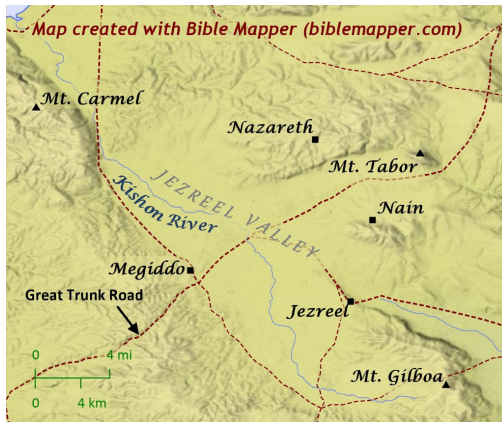 Map created with Bible Mapper (biblemapper.com)
Mt. Carmel
Nazareth
Mt. Tabor
JEZREEL VALLEY
Kishon River
Nain
Megiddo
Great Trunk Road
Jezreel
0 4 mi
0 4 km
Mt. Gilboa